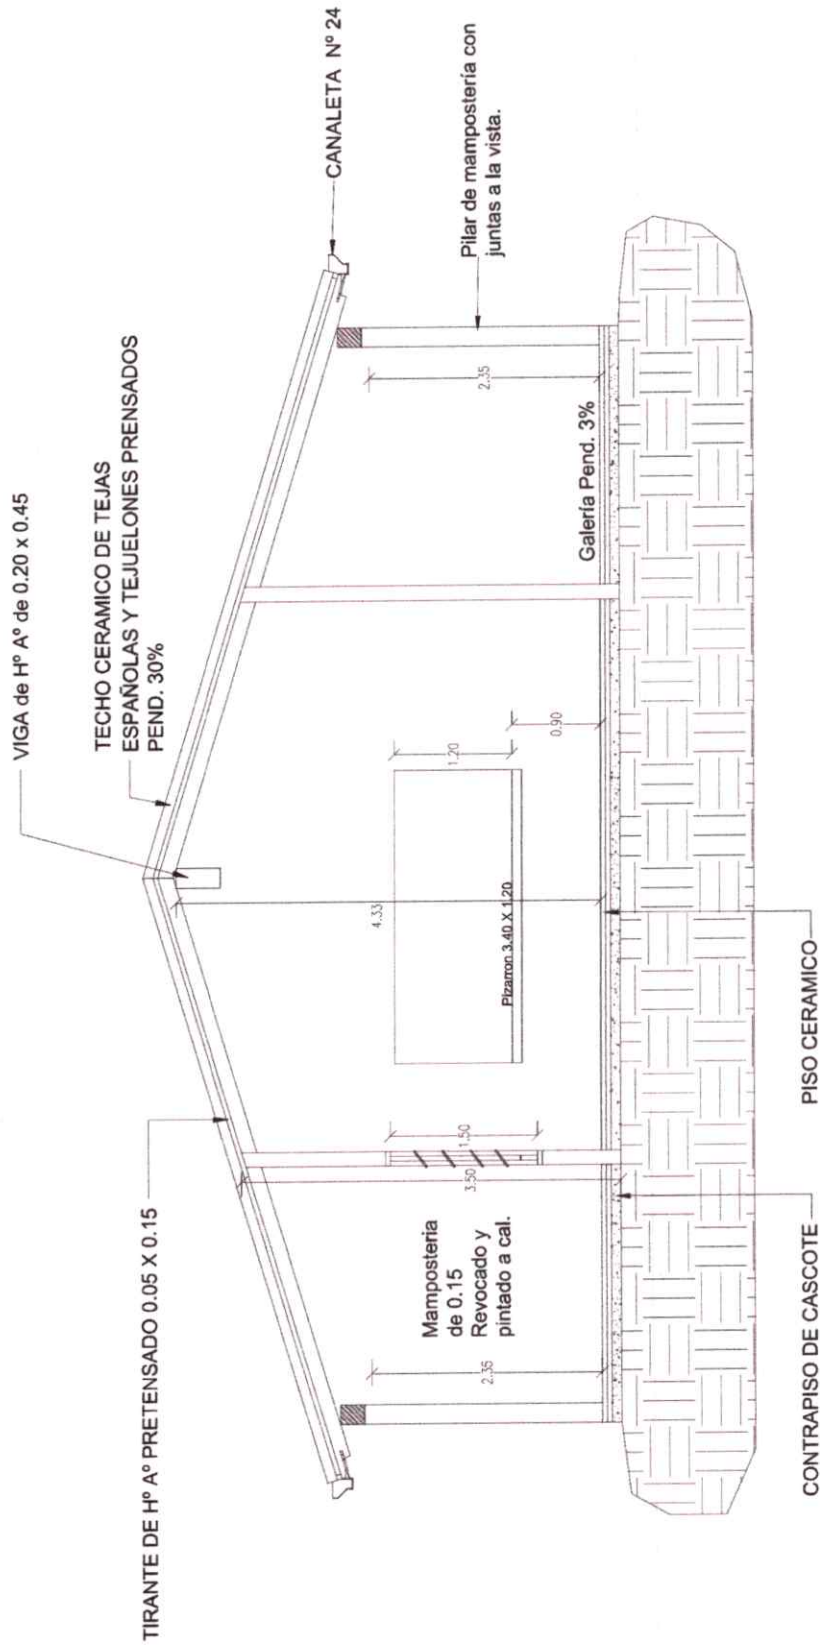 VIGA de Hº Aº de 0.20 x 0.45
TECHO CERAMICO DE TEJAS
ESPAÑOLAS Y TEJUELONES PRENSADOS
PEND. 30%
TIRANTE DE Hº Aº PRETENSADO 0.05 X 0.15
CANALETA Nº 24
Pilar de mampostería con
juntas a la vista.
4.33
1.20
0.90
Pizarron 3.40 X 1.20
1.50
3.50
Mamposteria
de 0.15
Revocado y
pintado a cal.
2.35
2.35
Galería Pend. 3%
CONTRAPISO DE CASCOTE
PISO CERAMICO